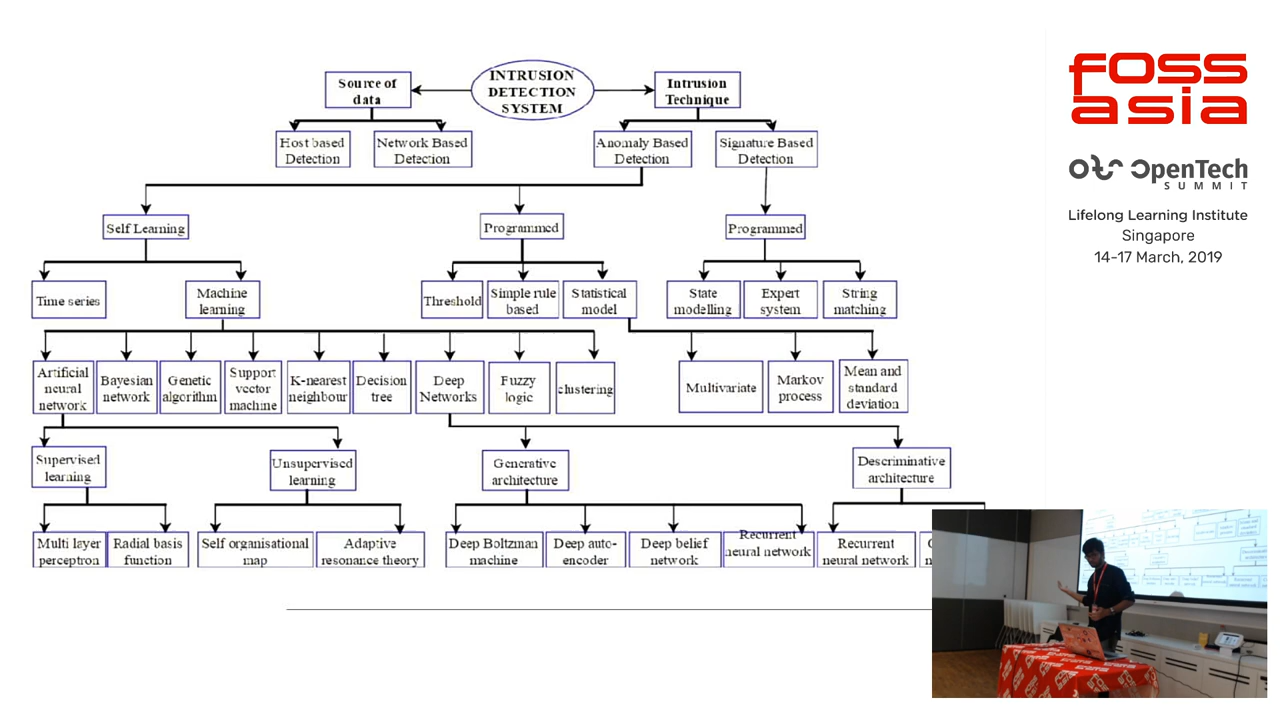 INTRUSION
DETECTION
SYSTEM
Source of
data
Intrusion
Technique
Host based
Detection
Network Based
Detection
Anomaly Based
Detection
Signature Based
Detection
Self Learning
Programmed
Programmed
Time series
Machine
learning
Threshold
Simple rule
based
Statistical
model
State
modelling
Expert
system
String
matching
Artificial
neural
network
Bayesian
network
Genetic
algorithm
Support
vector
machine
K-nearest
neighbour
Decision
tree
Deep
Networks
Fuzzy
logic
clustering
Multivariate
Markov
process
Mean and
standard
deviation
Supervised
learning
Unsupervised
learning
Generative
architecture
Descriminative
architecture
Multi layer
perceptron
Radial basis
function
Self organisational
map
Adaptive
resonance theory
Deep Boltzman
machine
Deep auto-
encoder
Deep belief
network
Recurrent
neural network
Recurrent
neural network
FOSS
asia
OpenTech
SUMMIT
Lifelong Learning Institute
Singapore
14-17 March, 2019